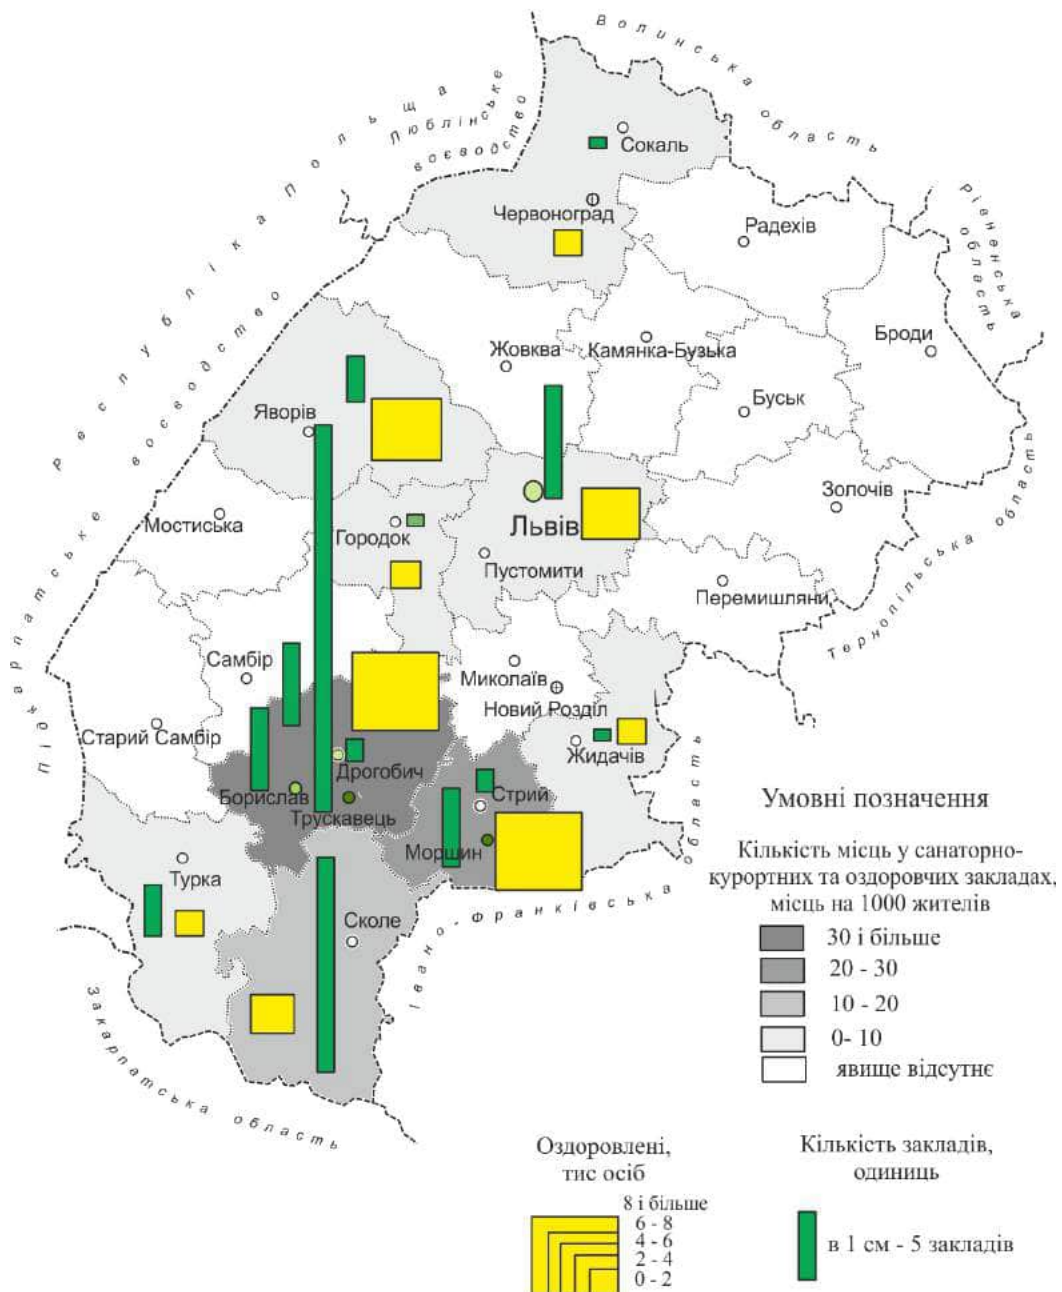 Волинська область
Республіка Польща
Люблінське
воєводство
Рівненська
область
Підкарпатське воєводство
Сокаль
Червоноград
Радехів
Броди
Жовква
Камянка-Бузька
Буськ
Яворів
Золочів
Мостиська
Городок
Львів
Пустомити
Перемишляни
Тернопільська область
Самбір
Миколаїв
Новий Розділ
Старий Самбір
Дрогобич
Жидачів
Борислав
Трускавець
Стрий
Моршин
Турка
Сколе
Івано-Франківська область
Закарпатська область
Умовні позначення
Кількість місць у санаторно-
курортних та оздоровчих закладах,
місць на 1000 жителів
30 і більше
20 - 30
10 - 20
0- 10
явище відсутнє
Оздоровлені,
тис осіб
8 і більше
6 - 8
4 - 6
2 - 4
0 - 2
Кількість закладів,
одиниць
в 1 см - 5 закладів